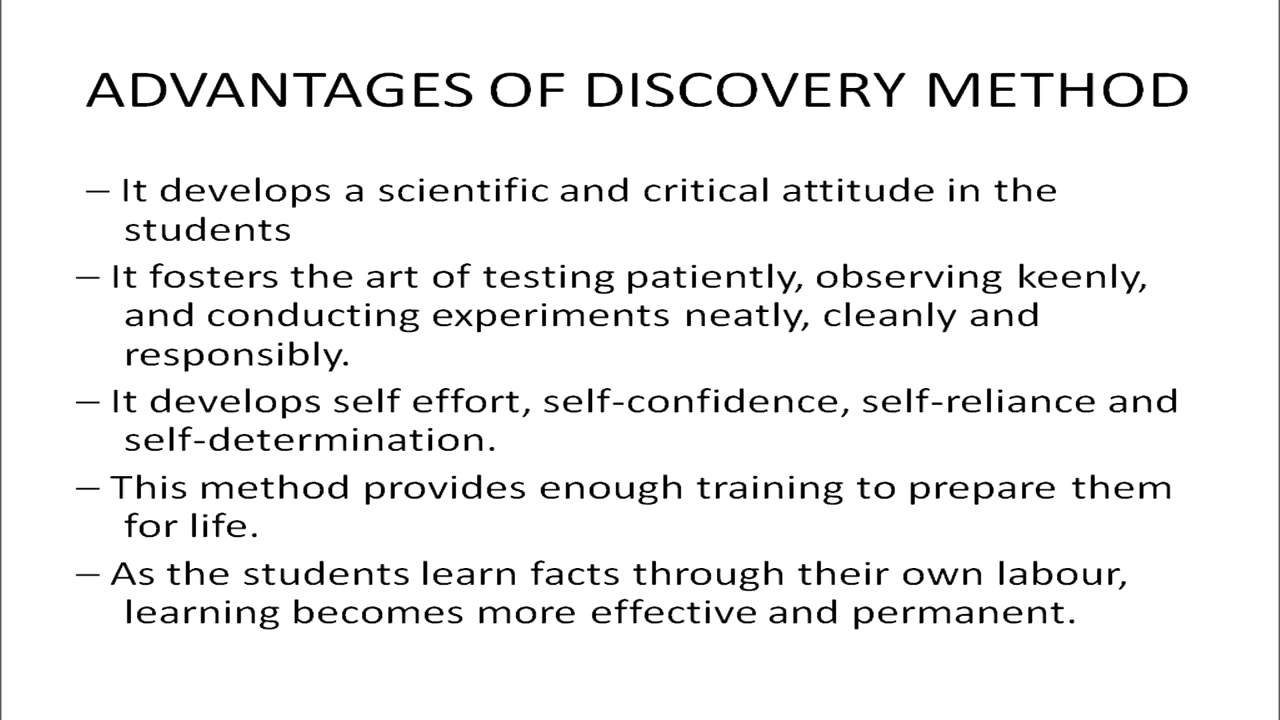 ADVANTAGES OF DISCOVERY METHOD
– It develops a scientific and critical attitude in the
students
– It fosters the art of testing patiently, observing keenly,
and conducting experiments neatly, cleanly and
responsibly.
– It develops self effort, self-confidence, self-reliance and
self-determination.
– This method provides enough training to prepare them
for life.
– As the students learn facts through their own labour,
learning becomes more effective and permanent.